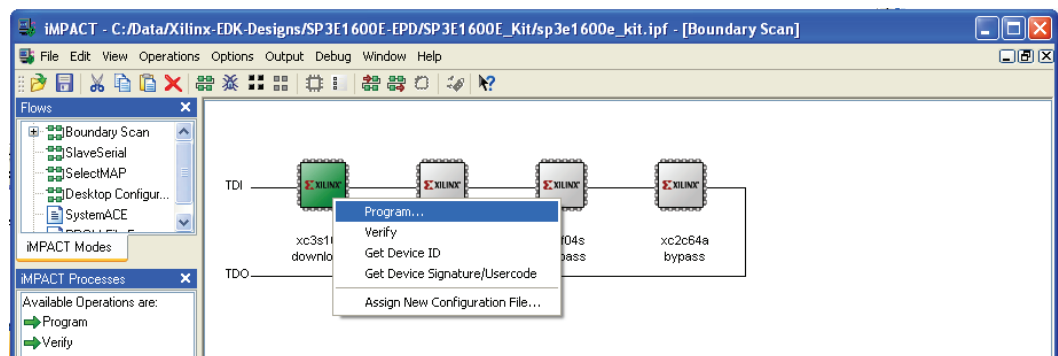 iMPACT - C:/Data/Xilinx-EDK-Designs/SP3E1600E-EPD/SP3E1600E_Kit/sp3e1600e_kit.ipf - [Boundary Scan]
File Edit View Operations Options Output Debug Window Help
Flows
Boundary Scan
SlaveSerial
SelectMAP
Desktop Configur...
SystemACE
iMPACT Modes
iMPACT Processes
Available Operations are:
Program
Verify
TDI
XILINX
XILINX
XILINX
XILINX
Program...
Verify
Get Device ID
Get Device Signature/Usercode
Assign New Configuration File...
xc2c64a
bypass
TDO